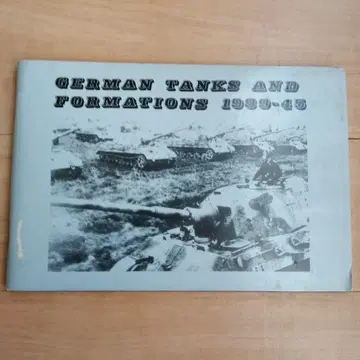 GERMAN TANKS AND
FORMATIONS 1939-45